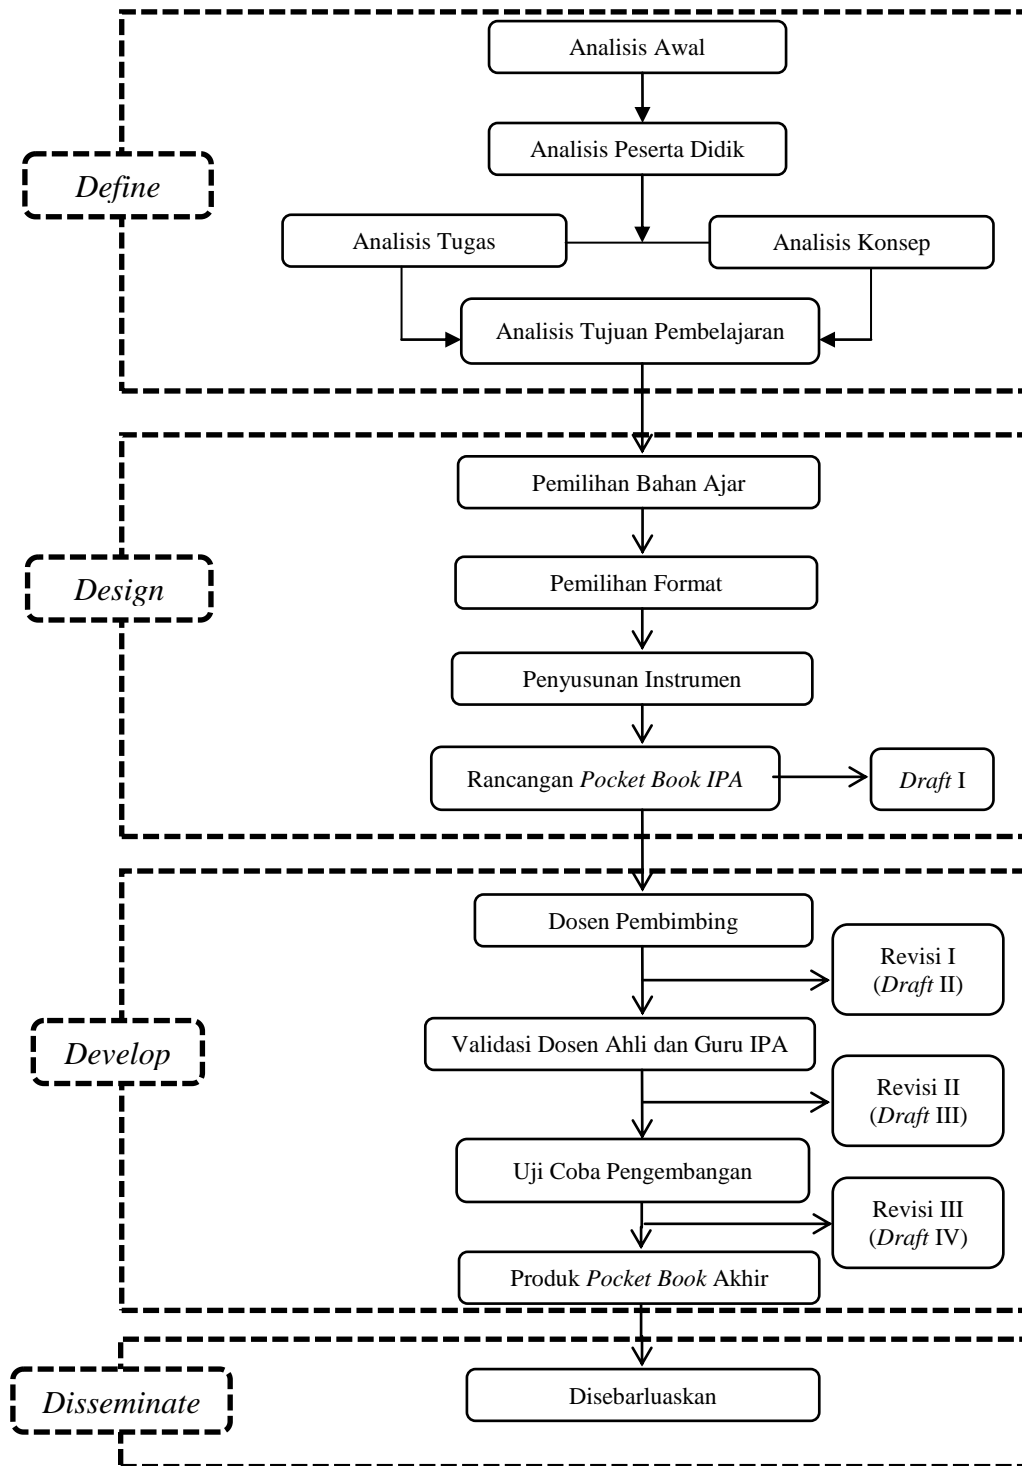 Analisis Awal
Analisis Peserta Didik
Define
Analisis Tugas
Analisis Konsep
Analisis Tujuan Pembelajaran
Pemilihan Bahan Ajar
Design
Pemilihan Format
Penyusunan Instrumen
Rancangan Pocket Book IPA
Draft I
Dosen Pembimbing
Revisi I
(Draft II)
Develop
Validasi Dosen Ahli dan Guru IPA
Revisi II
(Draft III)
Uji Coba Pengembangan
Revisi III
(Draft IV)
Produk Pocket Book Akhir
Disseminate
Disebarluaskan